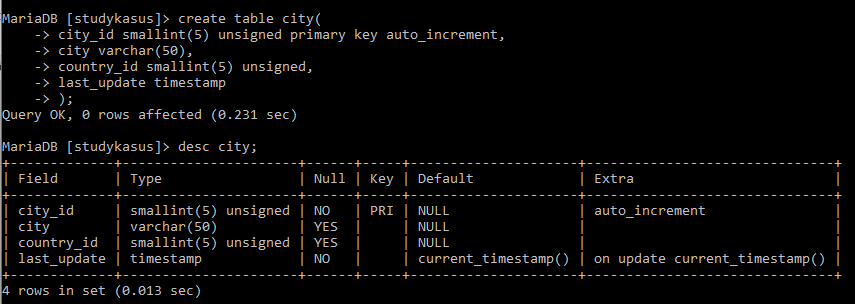 MariaDB [studykasus]> create table city(
    -> city_id smallint(5) unsigned primary key auto_increment,
    -> city varchar(50),
    -> country_id smallint(5) unsigned,
    -> last_update timestamp
    -> );
Query OK, 0 rows affected (0.231 sec)

MariaDB [studykasus]> desc city;
+-------------+----------------------+------+-----+---------------------+-------------------------------+
| Field       | Type                 | Null | Key | Default             | Extra                         |
+-------------+----------------------+------+-----+---------------------+-------------------------------+
| city_id     | smallint(5) unsigned | NO   | PRI | NULL                | auto_increment                |
| city        | varchar(50)          | YES  |     | NULL                |                               |
| country_id  | smallint(5) unsigned | YES  |     | NULL                |                               |
| last_update | timestamp            | NO   |     | current_timestamp() | on update current_timestamp() |
+-------------+----------------------+------+-----+---------------------+-------------------------------+
4 rows in set (0.013 sec)